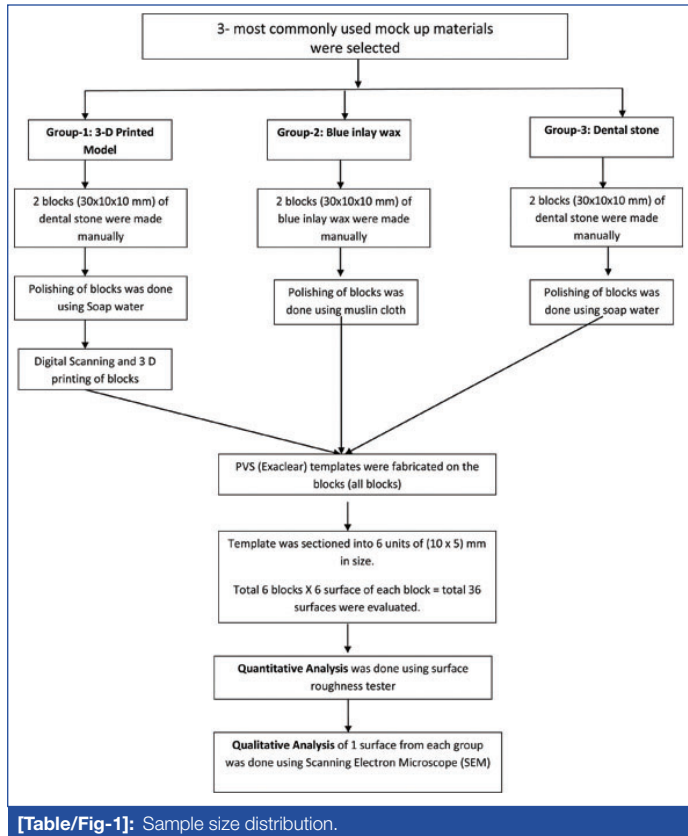 3- most commonly used mock up materials
were selected
Group-1: 3-D Printed
Model
Group-2: Blue inlay wax
Group-3: Dental stone
2 blocks (30x10x10 mm) of
dental stone were made
manually
2 blocks (30x10x10 mm) of
blue inlay wax were made
manually
2 blocks (30x10x10 mm) of
dental stone were made
manually
Polishing of blocks was done
using Soap water
Polishing of blocks was
done using muslin cloth
Polishing of blocks was
done using soap water
Digital Scanning and 3 D
printing of blocks
PVS (Exaclear) templates were fabricated on the
blocks (all blocks)
Template was sectioned into 6 units of (10 x 5) mm
in size.
Total 6 blocks X 6 surface of each block = total 36
surfaces were evaluated.
Quantitative Analysis was done using surface
roughness tester
Qualitative Analysis of 1 surface from each group
was done using Scanning Electron Microscope (SEM)
[Table/Fig-1]: Sample size distribution.